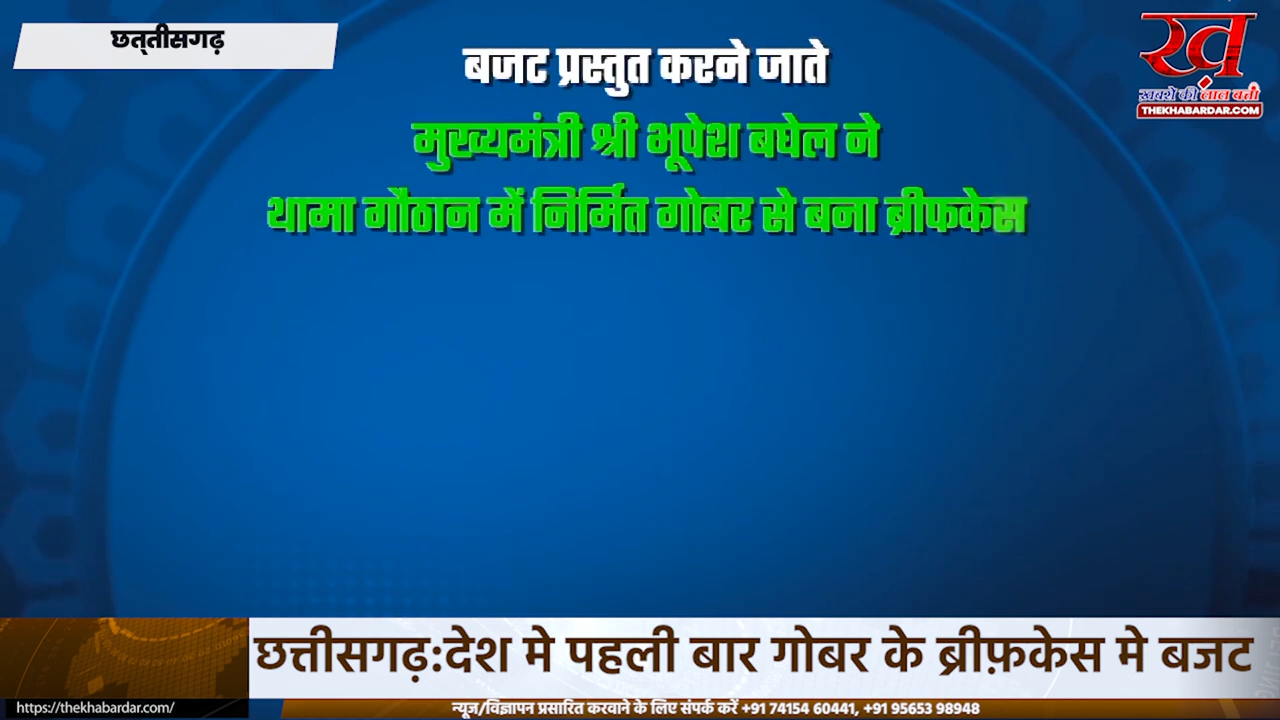 छत्तीसगढ़
बजट प्रस्तुत करने जाते
मुख्यमंत्री श्री भूपेश बघेल ने
थामा गौठान में निर्मित गोबर से बना ब्रीफकेस
ख़
खबरों की लाल बत्ती
THEKHABARDAR.COM
छत्तीसगढ़:देश मे पहली बार गोबर के ब्रीफ़केस मे बजट
https://thekhabardar.com/
न्यूज/विज्ञापन प्रसारित करवाने के लिए संपर्क करें +91 74154 60441, +91 95653 98948